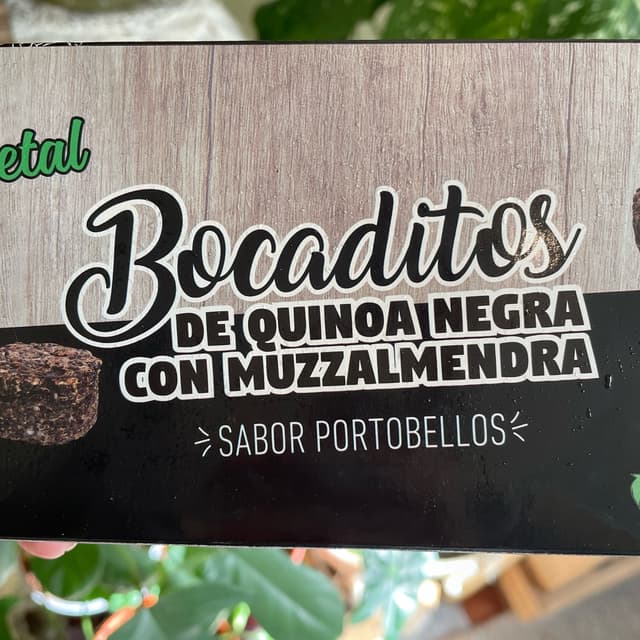 etal
Bocaditos
DE QUINOA NEGRA
CON MUZZALMENDRA
SABOR PORTOBELLOS